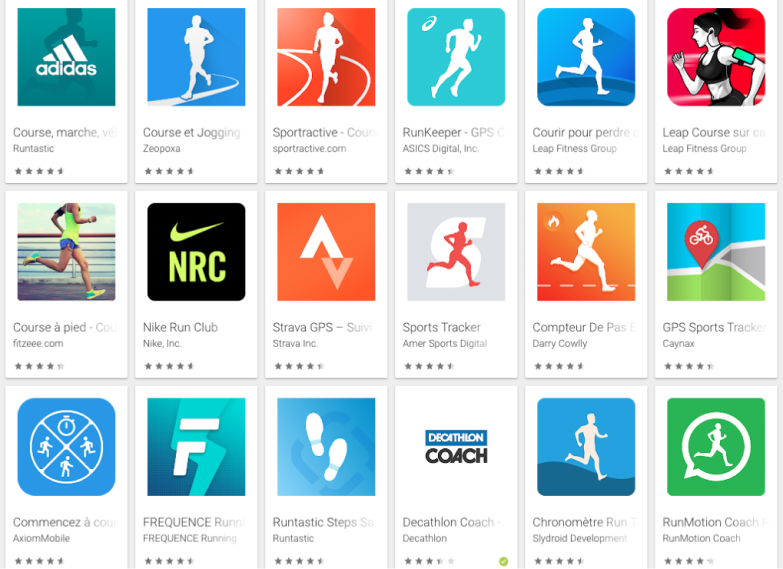 adidas
Course, marche, vé
Runtastic
Course et Jogging
Zeopoxa
Sportractive - Cours
sportractive.com
RunKeeper - GPS C
ASICS Digital, Inc.
Courir pour perdre d
Leap Fitness Group
Leap Course sur ca
Leap Fitness Group
Course à pied - Cou
fitzeee.com
NRC
Nike Run Club
Nike, Inc.
Strava GPS – Suivi
Strava Inc.
S
Sports Tracker
Amer Sports Digital
Compteur De Pas E
Darry Cowlly
GPS Sports Tracker
Caynax
Commencez à cour
AxiomMobile
F
FREQUENCE Runni
FREQUENCE Running
Runtastic Steps Sa
Runtastic
DECATHLON
COACH
Decathlon Coach -
Decathlon
Chronomètre Run T
Slydroid Development
RunMotion Coach R
RunMotion Coach